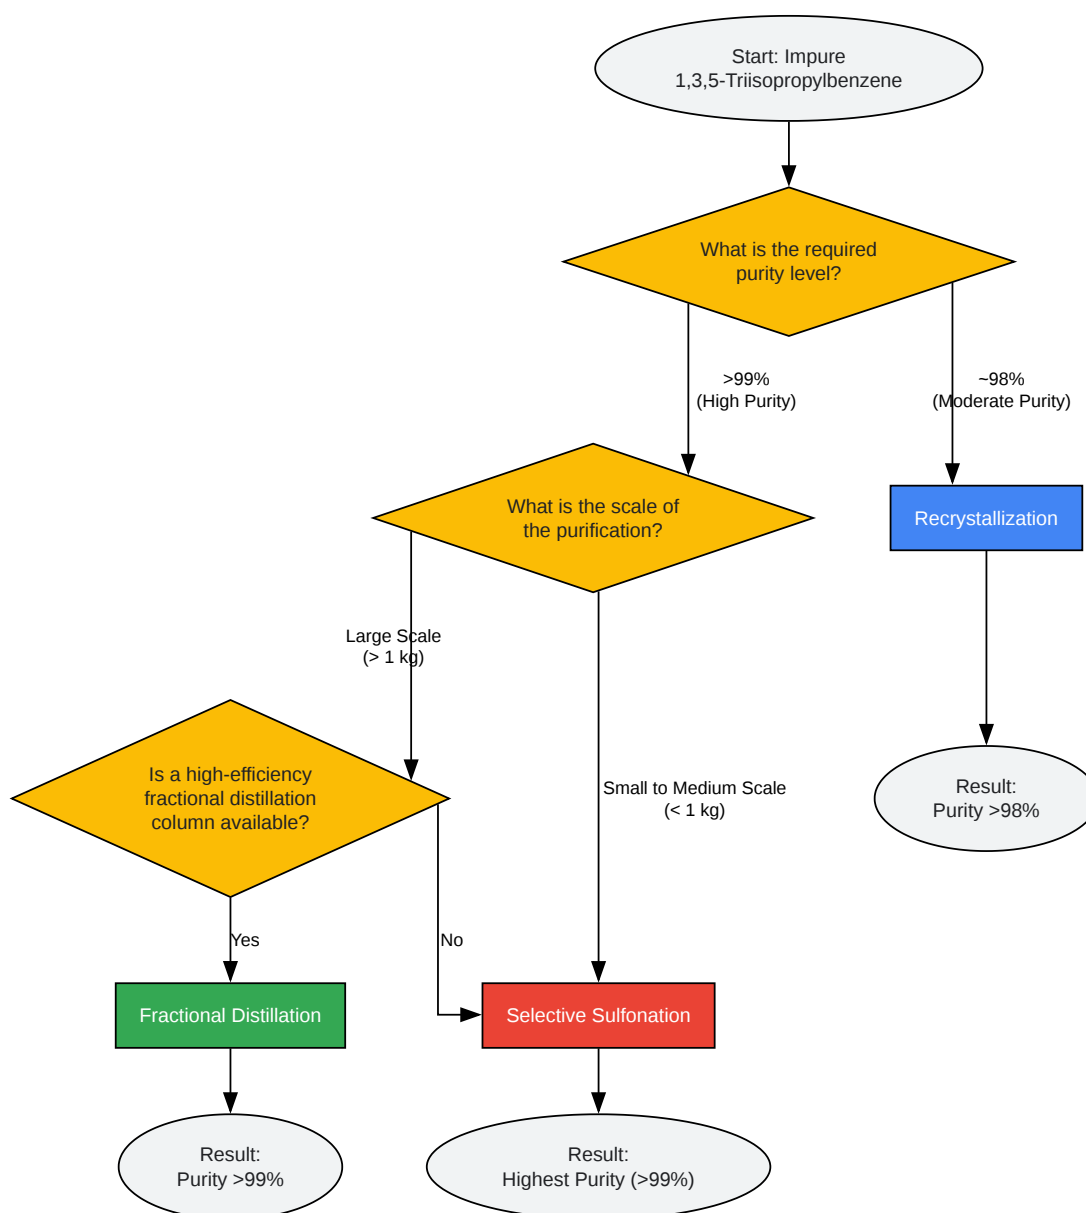 Start: Impure
1,3,5-Triisopropylbenzene
What is the required
purity level?
>99%
(High Purity)
~98%
(Moderate Purity)
What is the scale of
the purification?
Recrystallization
Large Scale
(> 1 kg)
Small to Medium Scale
(< 1 kg)
Is a high-efficiency
fractional distillation
column available?
Result:
Purity >98%
Yes
No
Fractional Distillation
Selective Sulfonation
Result:
Purity >99%
Result:
Highest Purity (>99%)